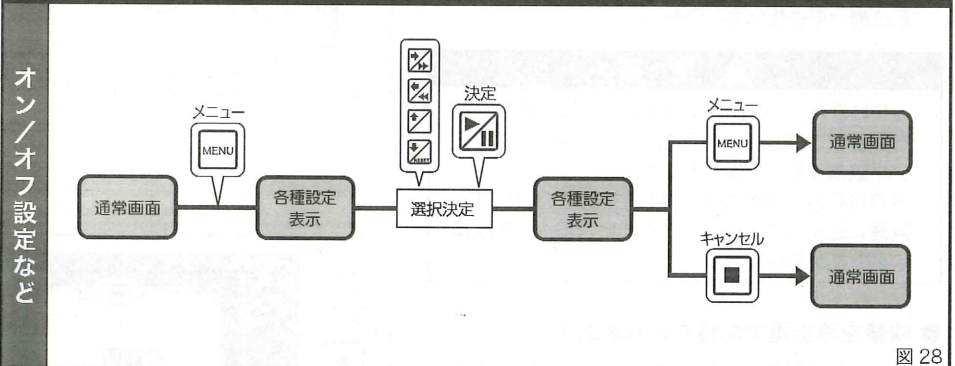 オン／オフ設定など
メニュー
MENU
通常画面
各種設定
表示
RESET
決定
選択決定
各種設定
表示
メニュー
MENU
通常画面
キャンセル
通常画面
図 28